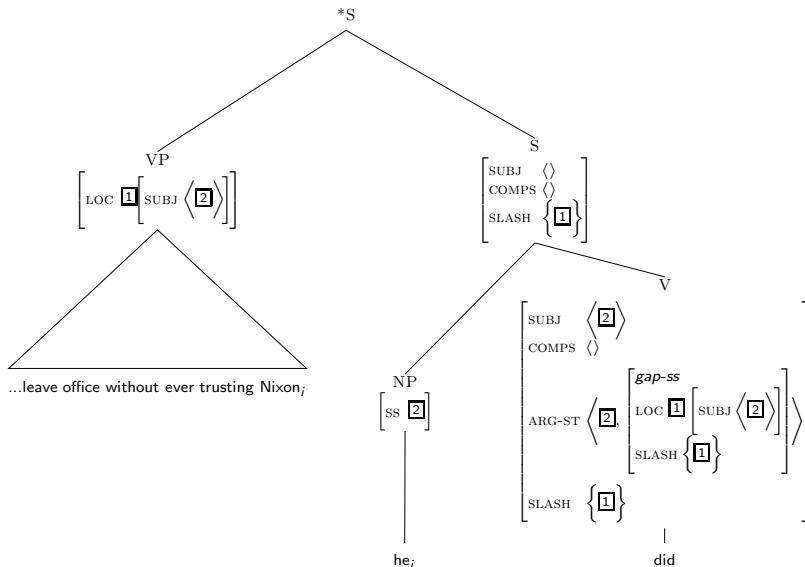 *S
VP
S
[LOC [1][SUBJ ⟨[2]⟩]]
SUBJ ⟨⟩
COMPS ⟨⟩
SLASH {[1]}
V
SUBJ ⟨[2]⟩
COMPS ⟨⟩
...leave office without ever trusting Nixon_i
NP
[SS [2]]
gap-ss
ARG-ST ⟨[2], LOC [1] [SUBJ ⟨[2]⟩]⟩
SLASH {[1]}
SLASH {[1]}
he_i
did